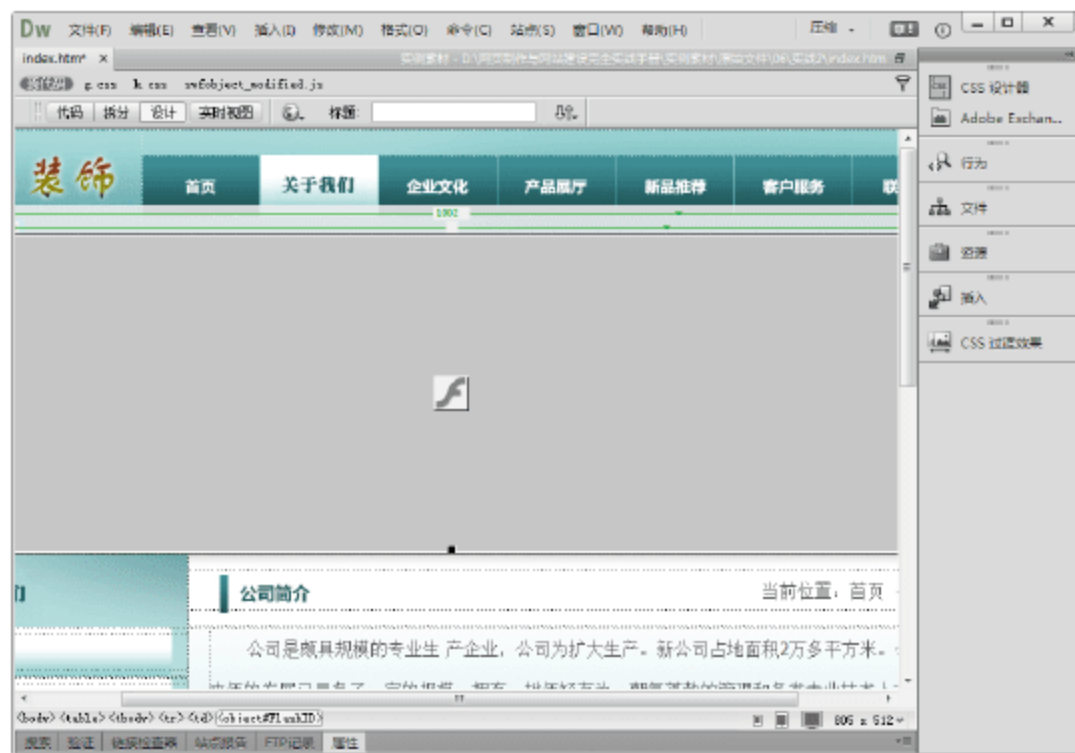 Dw 文件(F) 编辑(E) 查看(V) 插入(I) 修改(M) 格式(O) 命令(C) 站点(S) 窗口(W) 帮助(H) 压缩
index.htm* ×
源代码 g.css k.css swfobject_modified.js
代码 拆分 设计 实时视图 标题:
CSS 设计器
Adobe Exchan...
行为
文件
资源
插入
CSS 过渡效果
装饰 首页 关于我们 企业文化 产品展厅 新品推荐 客户服务 联
1002
们 公司简介 当前位置: 首页
公司是颇具规模的专业生 产企业, 公司为扩大生产。新公司占地面积2万多平方米。
<body> <table> <tbody> <tr> <td> <object#FlashID> 805 x 512
搜索 验证 链接检查器 站点报告 FTP记录 属性